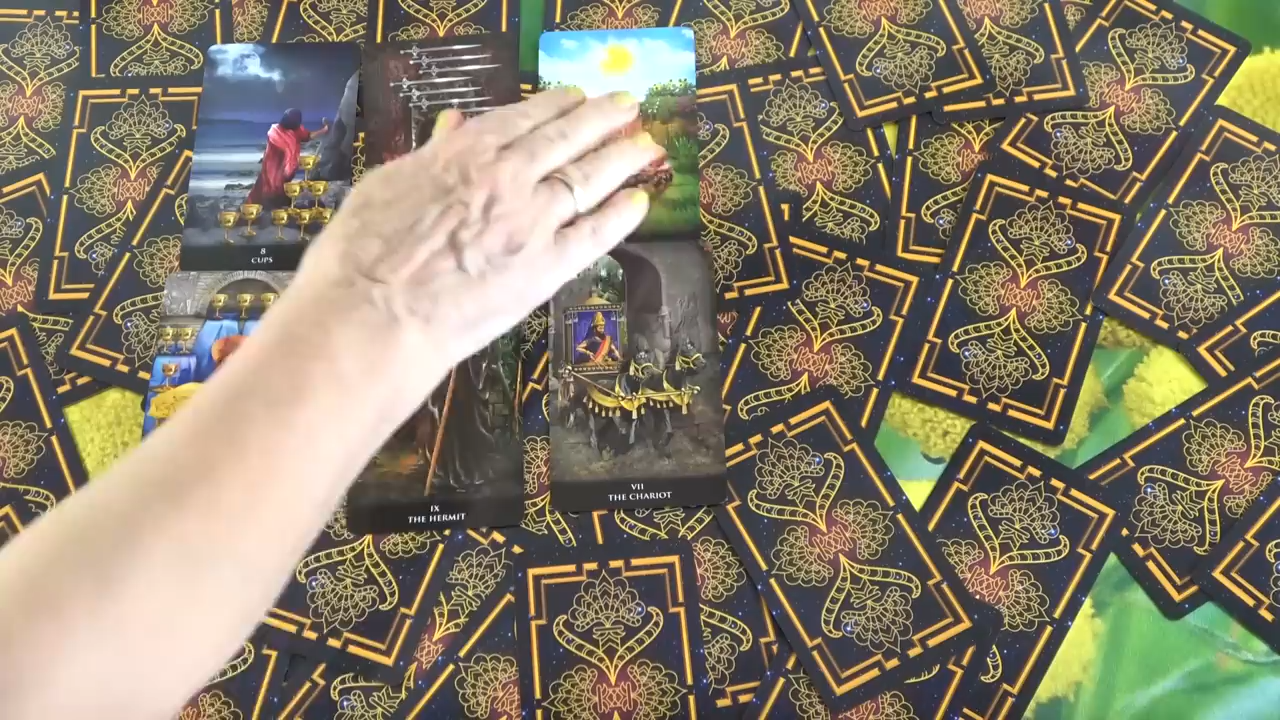 8
CUPS
IX
THE HERMIT
VII
THE CHARIOT